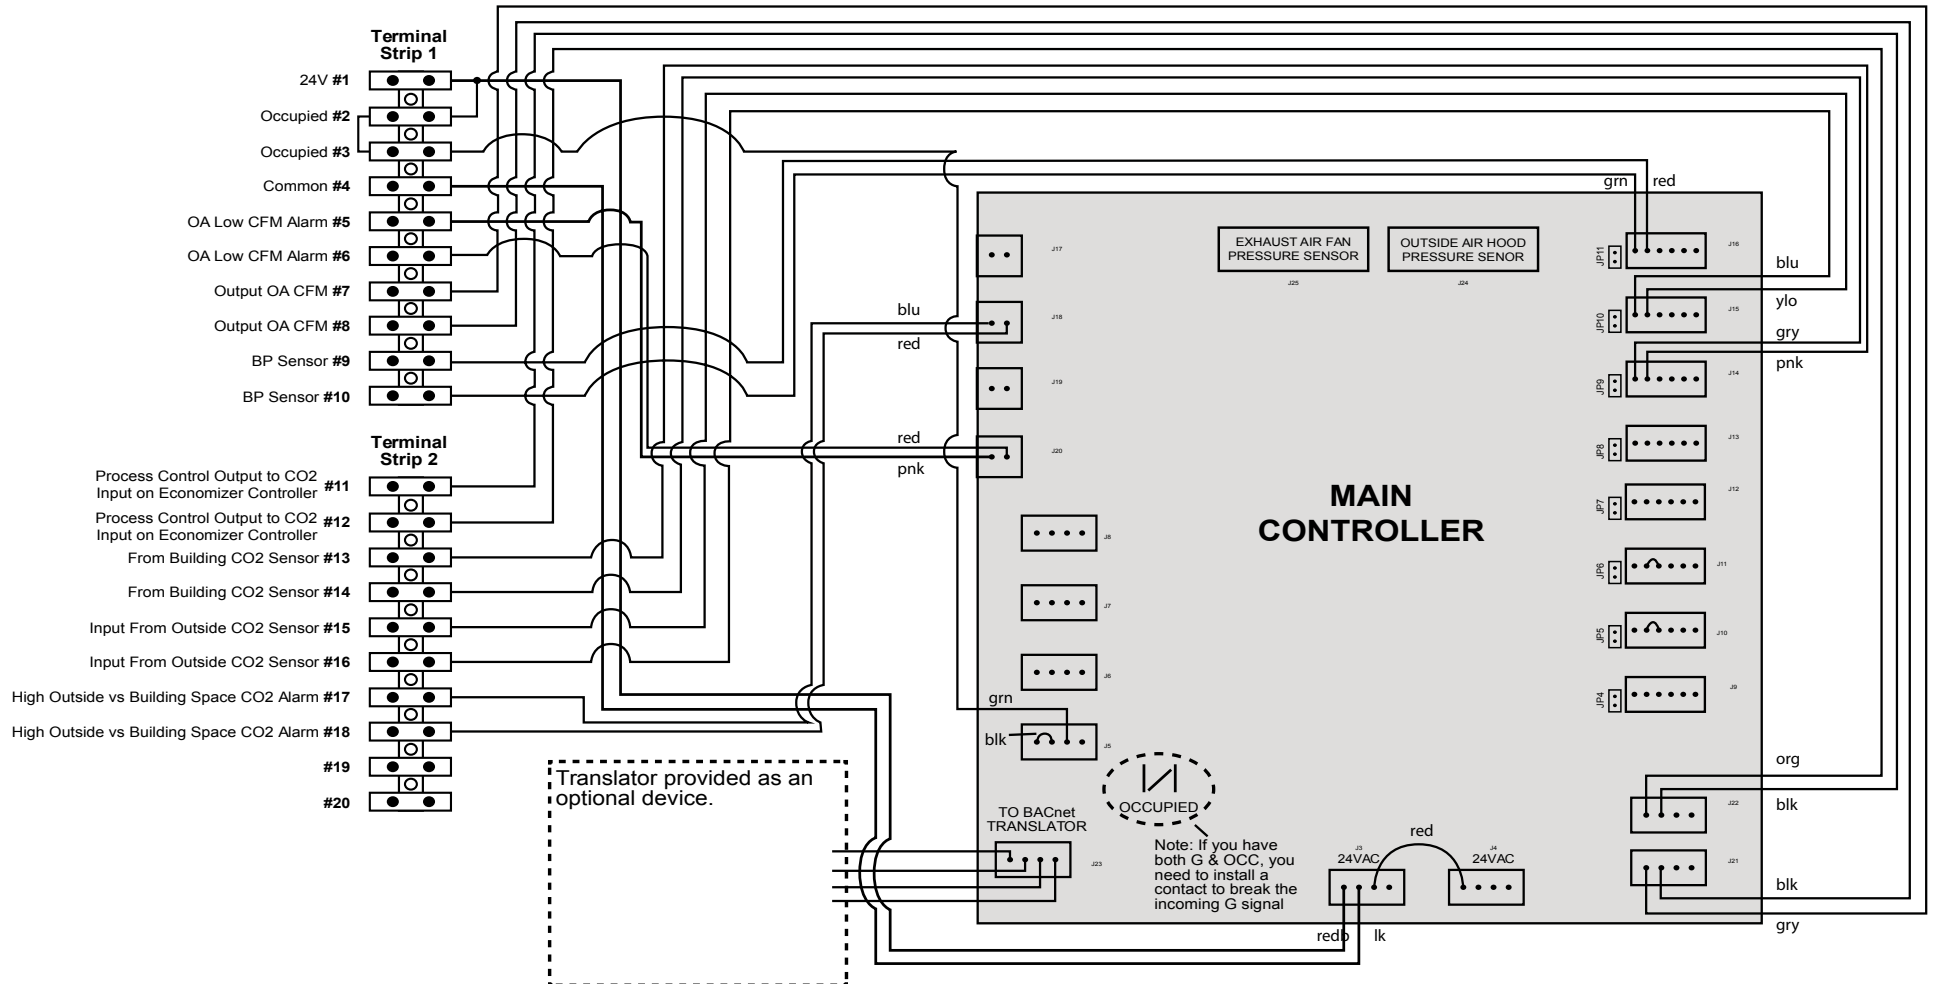 Terminal
Strip 1
24V #1
Occupied #2
Occupied #3
Common #4
OA Low CFM Alarm #5
OA Low CFM Alarm #6
Output OA CFM #7
Output OA CFM #8
BP Sensor #9
BP Sensor #10
Terminal
Strip 2
Process Control Output to CO2
Input on Economizer Controller #11
Process Control Output to CO2
Input on Economizer Controller #12
From Building CO2 Sensor #13
From Building CO2 Sensor #14
Input From Outside CO2 Sensor #15
Input From Outside CO2 Sensor #16
High Outside vs Building Space CO2 Alarm #17
High Outside vs Building Space CO2 Alarm #18
#19
#20
Translator provided as an
optional device.
blu
red
red
pnk
grn
blk
J17
J18
J19
J20
J8
J7
J6
J5
TO BACnet
TRANSLATOR
J23
EXHAUST AIR FAN
PRESSURE SENSOR
J25
OUTSIDE AIR HOOD
PRESSURE SENOR
J24
MAIN
CONTROLLER
OCCUPIED
Note: If you have
both G & OCC, you
need to install a
contact to break the
incoming G signal
J3
24VAC
red
J4
24VAC
redb
lk
grn
red
JP11
J16
blu
JP10
J15
ylo
gry
JP9
J14
pnk
JP8
J13
JP7
J12
JP6
J11
JP5
J10
JP4
J9
org
J22
blk
J21
blk
gry